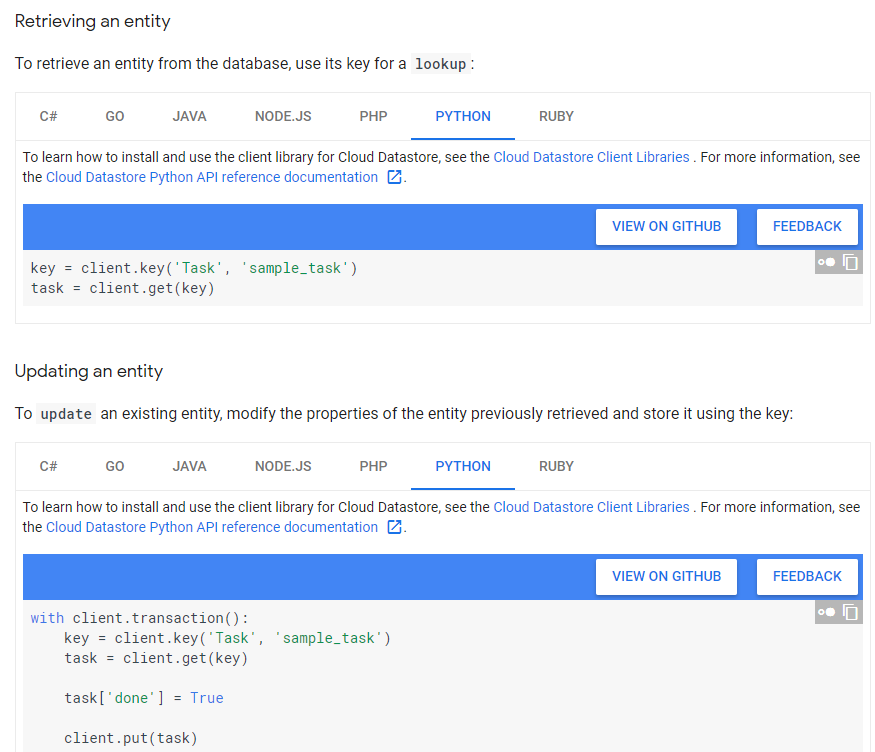 Retrieving an entity
To retrieve an entity from the database, use its key for a lookup:
C# GO JAVA NODE.JS PHP PYTHON RUBY
To learn how to install and use the client library for Cloud Datastore, see the Cloud Datastore Client Libraries . For more information, see
the Cloud Datastore Python API reference documentation .
VIEW ON GITHUB FEEDBACK
key = client.key('Task', 'sample_task')
task = client.get(key)
Updating an entity
To update an existing entity, modify the properties of the entity previously retrieved and store it using the key:
C# GO JAVA NODE.JS PHP PYTHON RUBY
To learn how to install and use the client library for Cloud Datastore, see the Cloud Datastore Client Libraries . For more information, see
the Cloud Datastore Python API reference documentation .
VIEW ON GITHUB FEEDBACK
with client.transaction():
    key = client.key('Task', 'sample_task')
    task = client.get(key)
    task['done'] = True
    client.put(task)